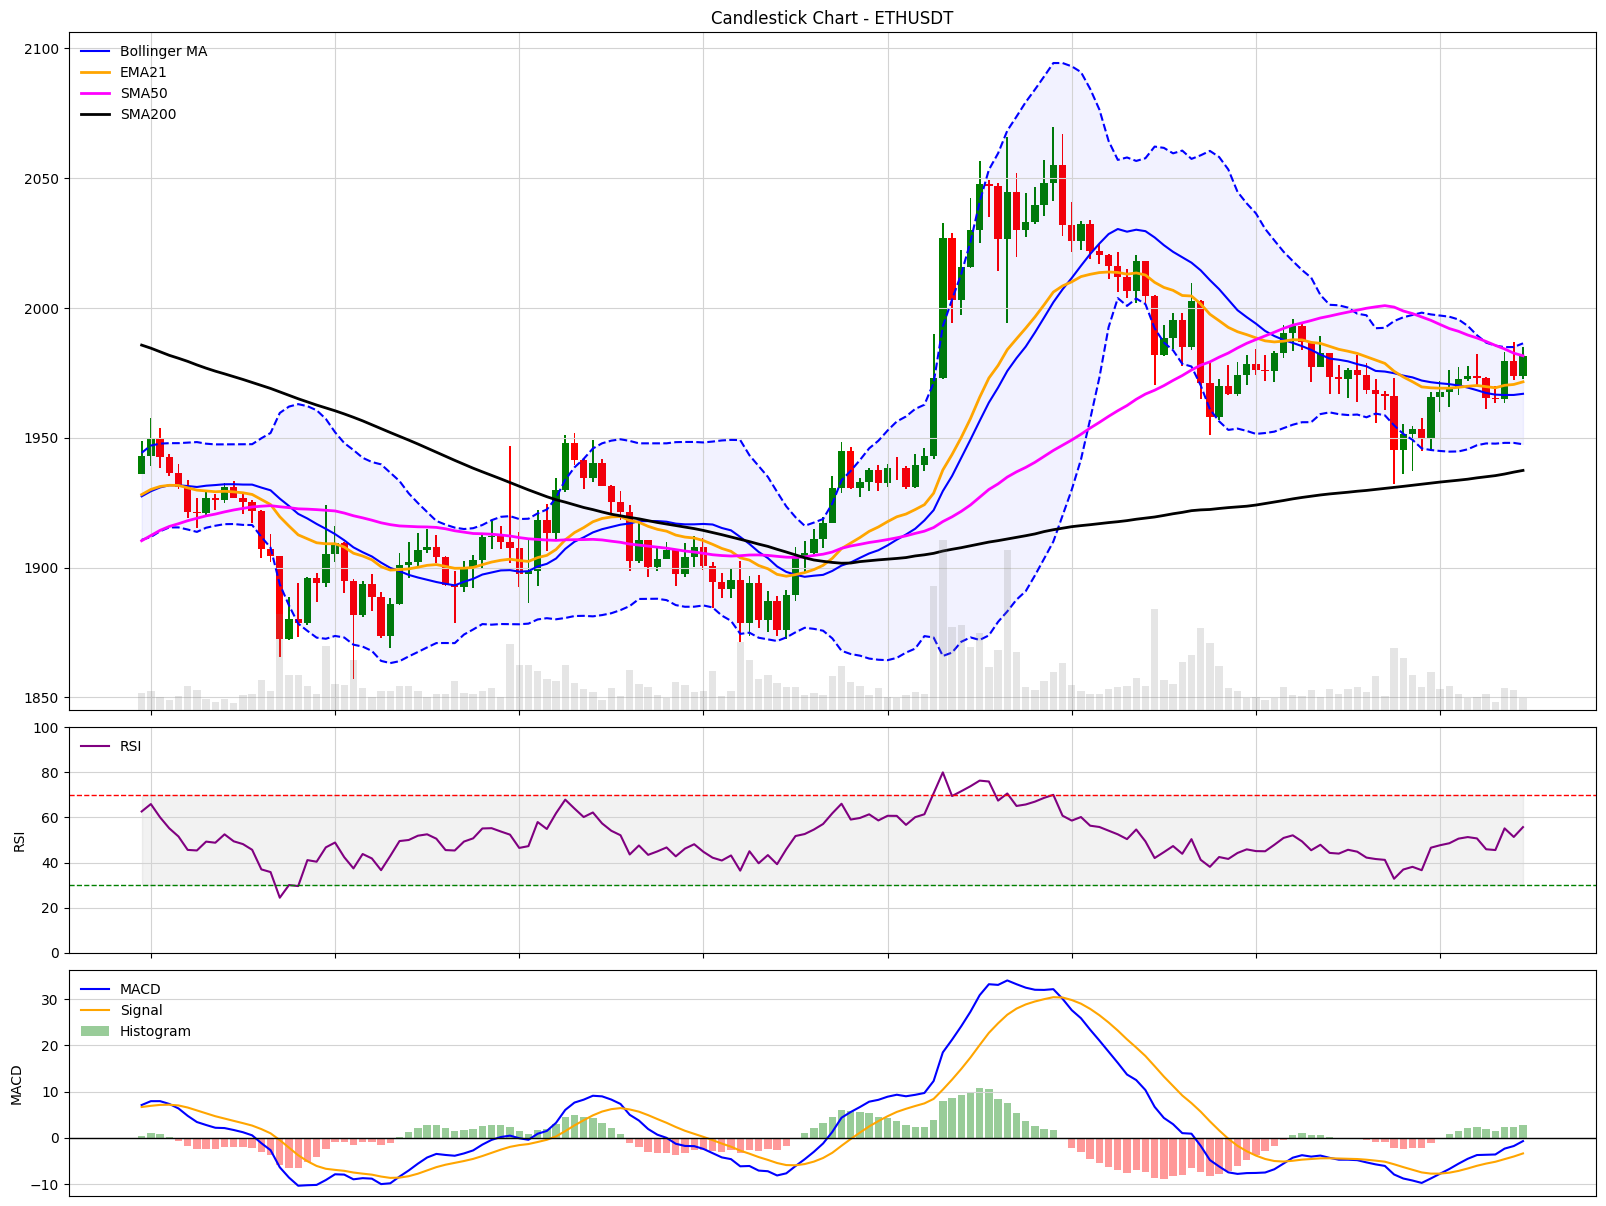 Candlestick Chart - ETHUSDT
Bollinger MA
EMA21
SMA50
SMA200
2100
2050
2000
1950
1900
1850
RSI
100
80
60
40
20
0
RSI
MACD
Signal
Histogram
30
20
10
0
−10
MACD